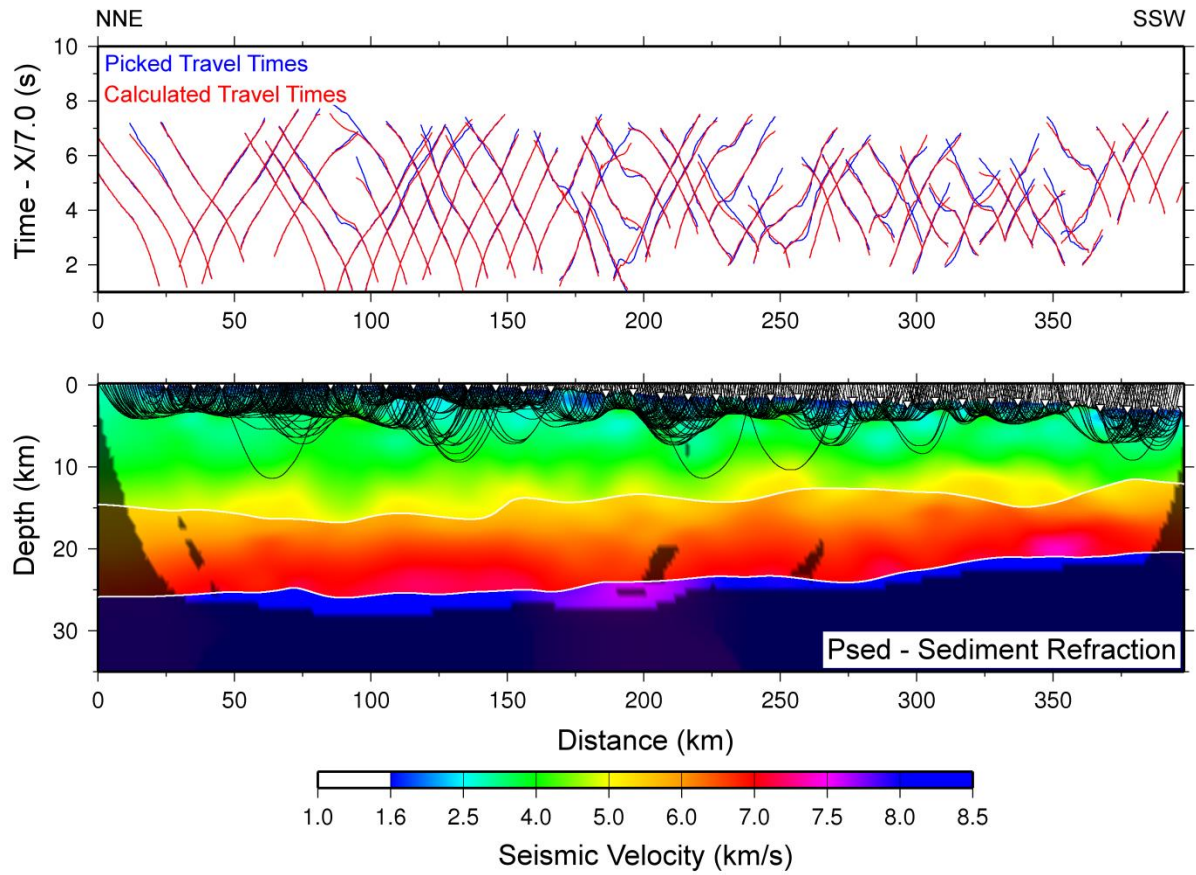 NNE SSW
10
8
6
4
2
Time - X/7.0 (s)
Picked Travel Times
Calculated Travel Times
0 50 100 150 200 250 300 350
0
10
20
30
Depth (km)
Psed - Sediment Refraction
0 50 100 150 200 250 300 350
Distance (km)
1.0 1.6 2.5 4.0 5.0 6.0 7.0 7.5 8.0 8.5
Seismic Velocity (km/s)